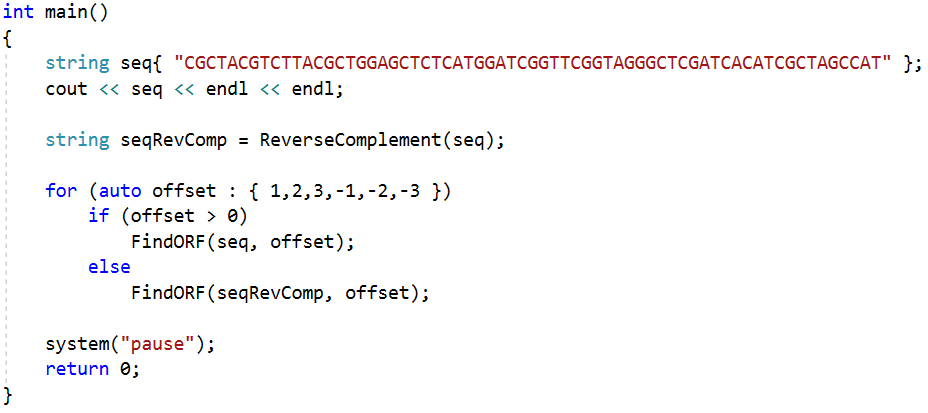 int main()
{
    string seq{ "CGCTACGTCTTACGCTGGAGCTCTCATGGATCGGTTCGGTAGGGCTCGATCACATCGCTAGCCAT" };
    cout << seq << endl << endl;

    string seqRevComp = ReverseComplement(seq);

    for (auto offset : { 1,2,3,-1,-2,-3 })
        if (offset > 0)
            FindORF(seq, offset);
        else
            FindORF(seqRevComp, offset);

    system("pause");
    return 0;
}